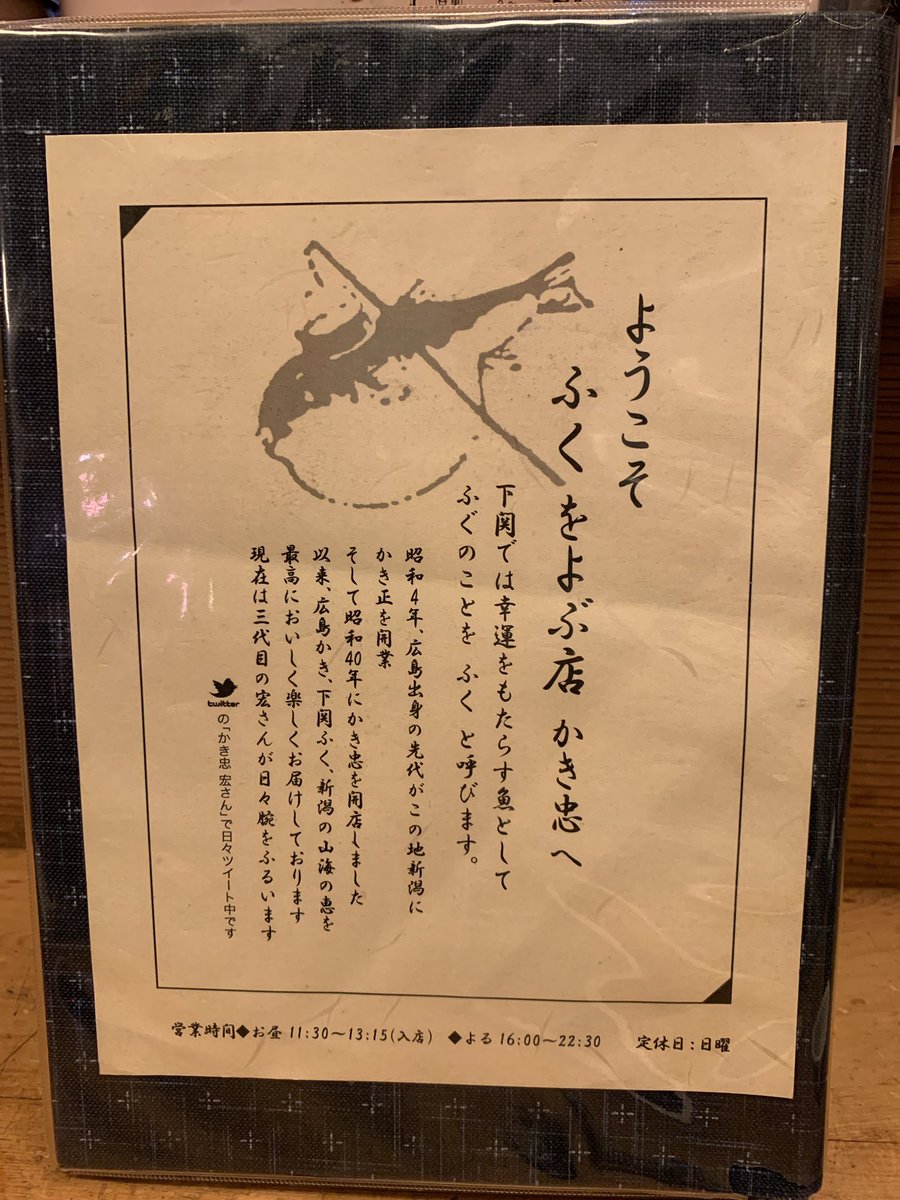 ようこそ
ふくをよぶ店 かき忠へ
下関では幸運をもたらす魚として
ふぐのことを ふく と呼びます。
昭和4年、広島出身の先代がこの地新潟に
かき正を開業
そして昭和40年にかき忠を開店しました
以来、広島かき、下関ふく、新潟の山海の恵を
最高においしく楽しくお届けしております
現在は三代目の宏さんが日々腕をふるいます
twitter の「かき忠 宏さん」で日々ツイート中です
営業時間◆お昼 11:30～13:15(入店) ◆よる 16:00～22:30 定休日：日曜